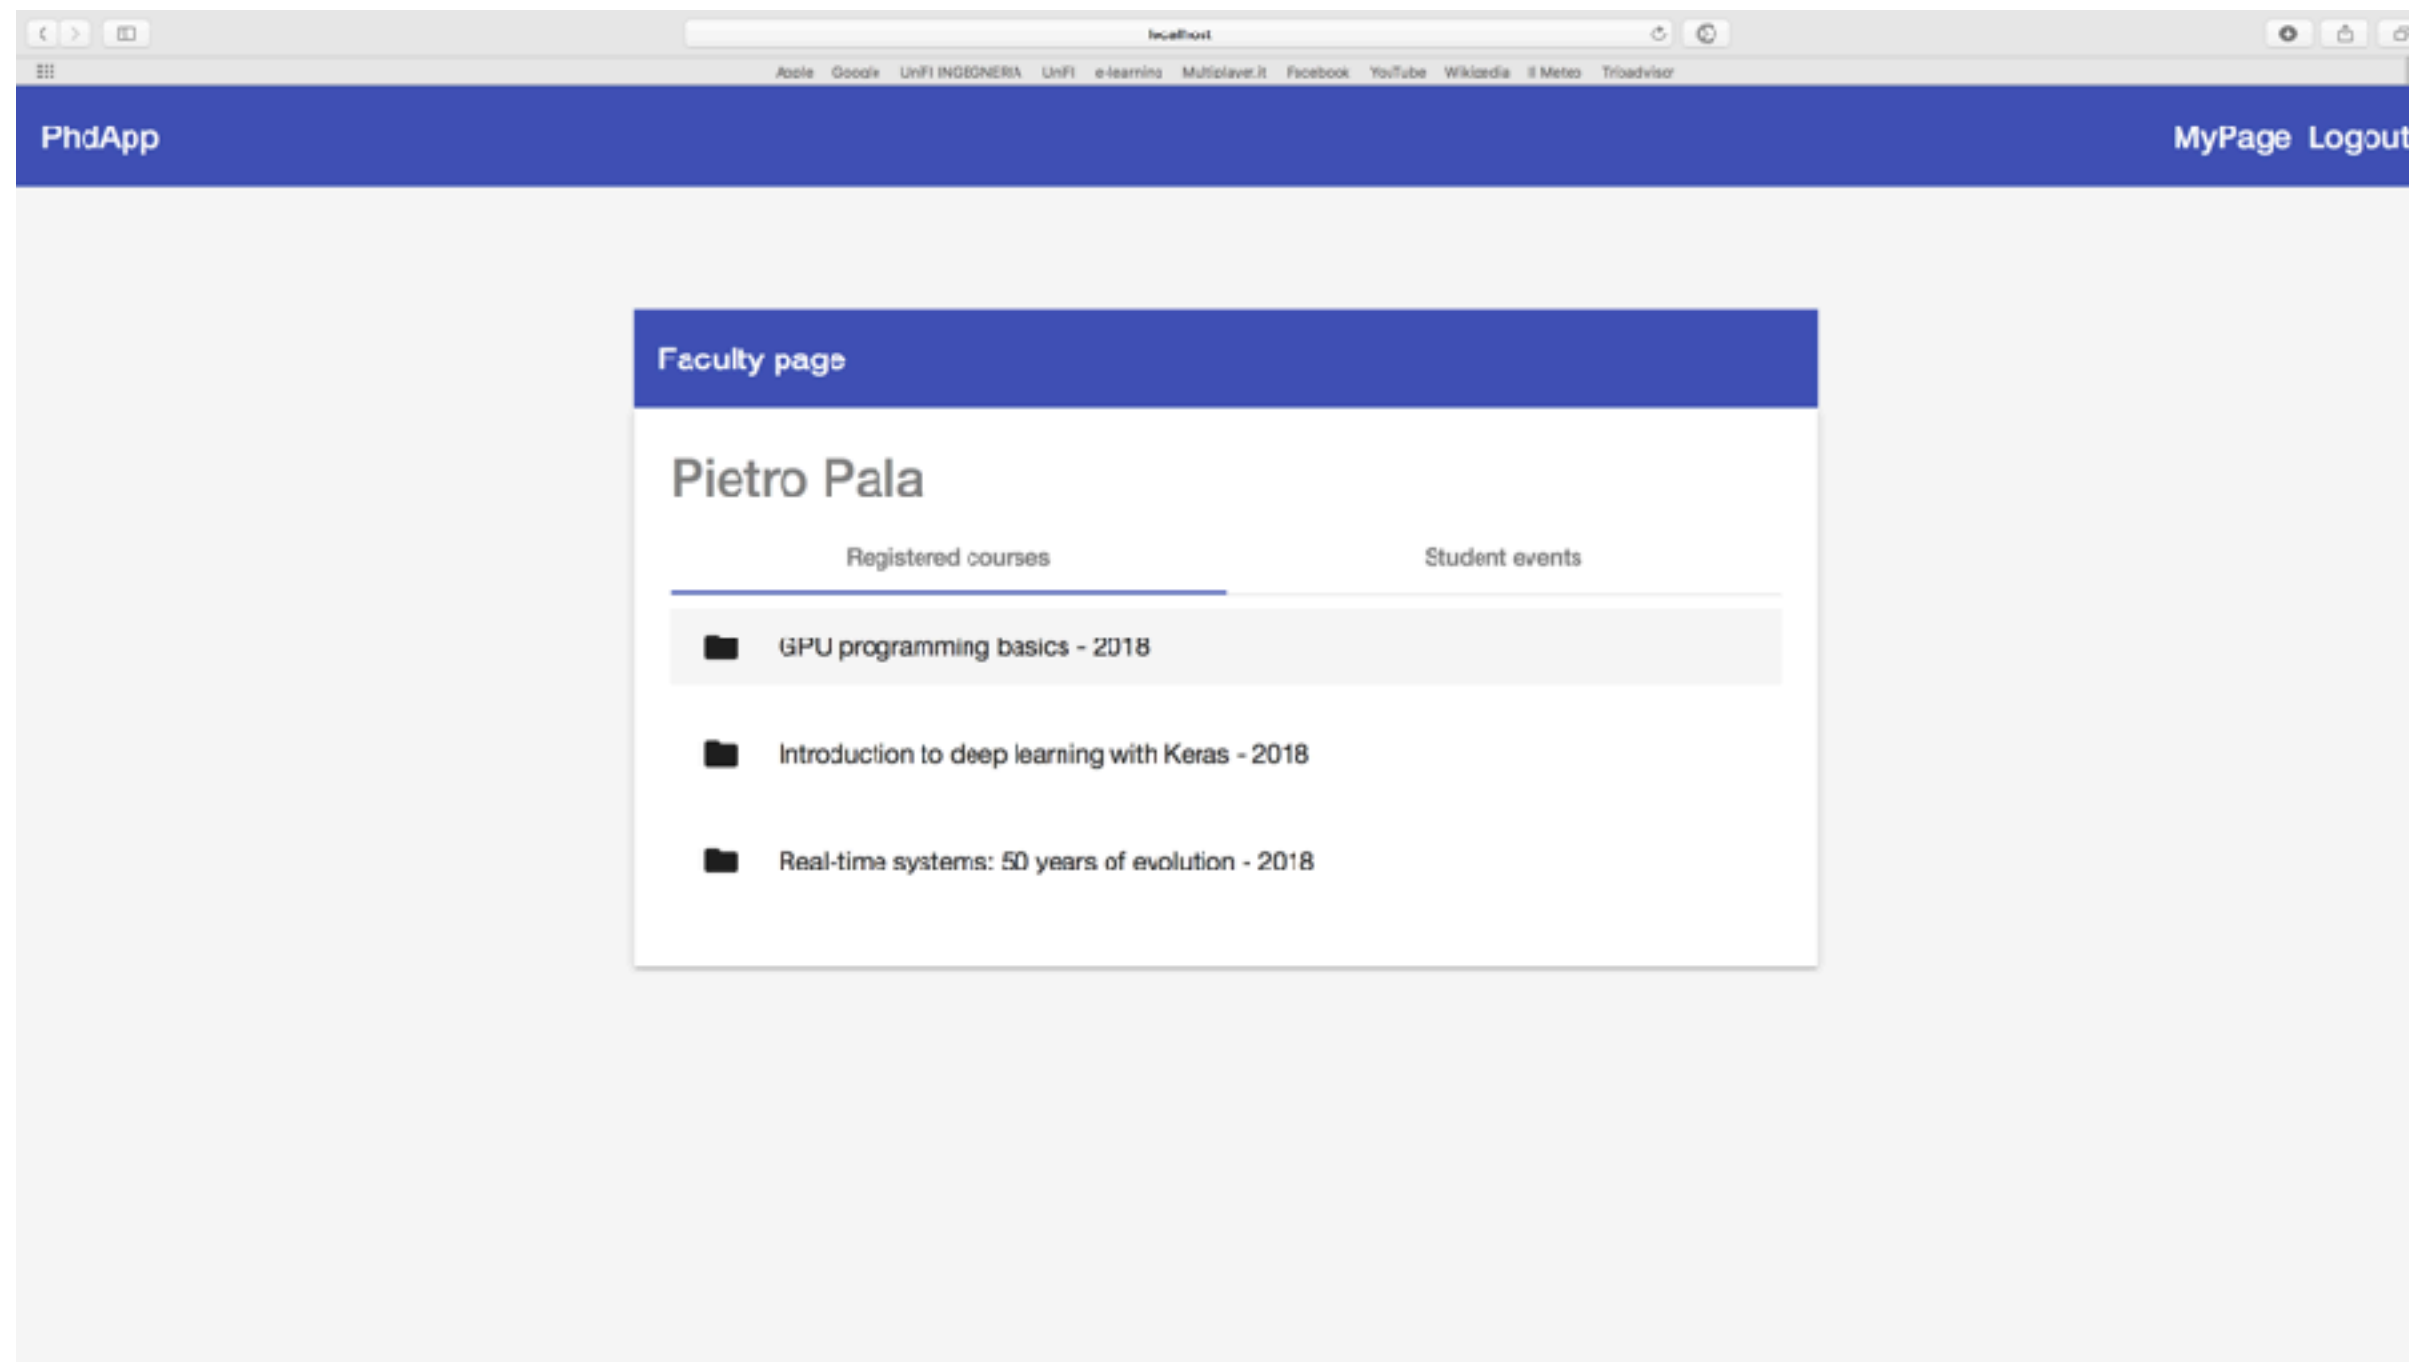 localhost
Apple Google UniFI INGEGNERIA UniFI e-learning Multiplayer.it Facebook YouTube Wikipedia Il Meteo Tripadvisor
PhdApp MyPage Logout
Faculty page
Pietro Pala
Registered courses Student events
GPU programming basics - 2018
Introduction to deep learning with Keras - 2018
Real-time systems: 50 years of evolution - 2018